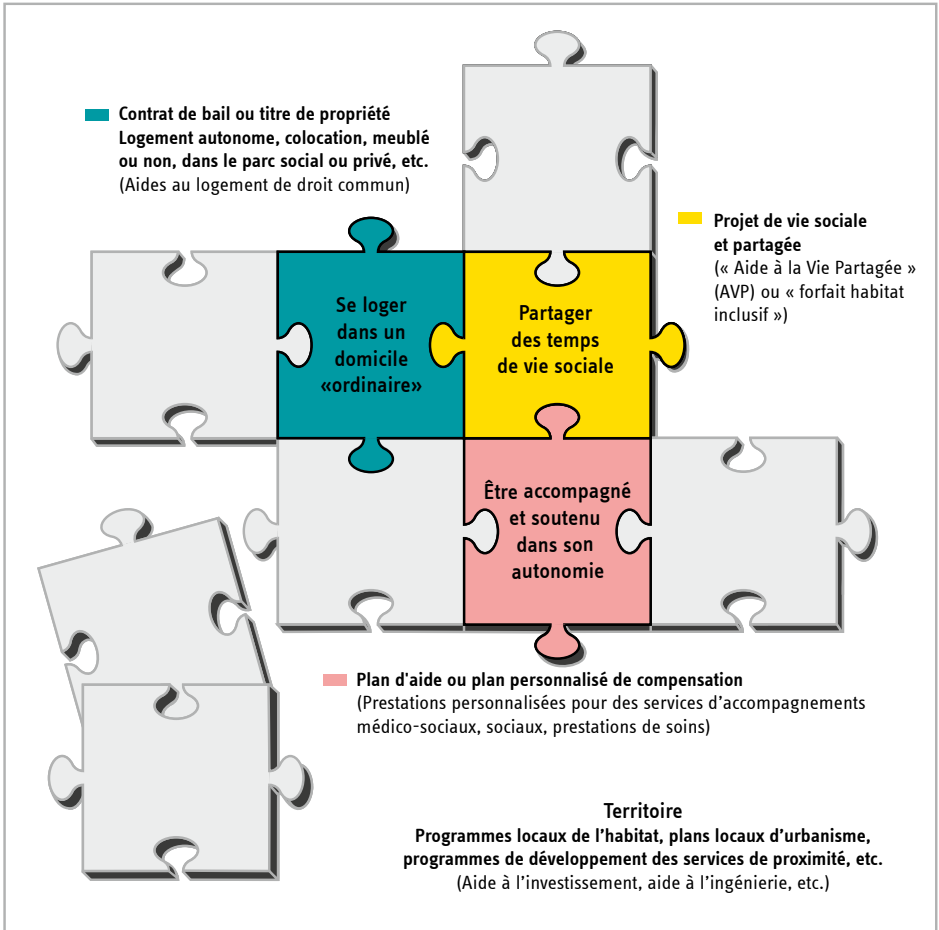 Contrat de bail ou titre de propriété
Logement autonome, colocation, meublé
ou non, dans le parc social ou privé, etc.
(Aides au logement de droit commun)
Projet de vie sociale
et partagée
(« Aide à la Vie Partagée »
(AVP) ou « forfait habitat
inclusif »)
Se loger
dans un
domicile
«ordinaire»
Partager
des temps
de vie sociale
Être accompagné
et soutenu
dans son
autonomie
Plan d'aide ou plan personnalisé de compensation
(Prestations personnalisées pour des services d’accompagnements
médico-sociaux, sociaux, prestations de soins)
Territoire
Programmes locaux de l’habitat, plans locaux d’urbanisme,
programmes de développement des services de proximité, etc.
(Aide à l’investissement, aide à l’ingénierie, etc.)